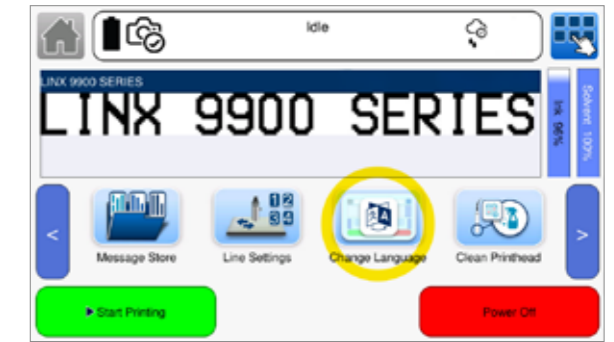 Idle
LINX 9900 SERIES
LINX 9900 SERIES
Ink 96%
Solvent 100%
<
Message Store
Line Settings
Change Language
Clean Printhead
>
Start Printing
Power Off